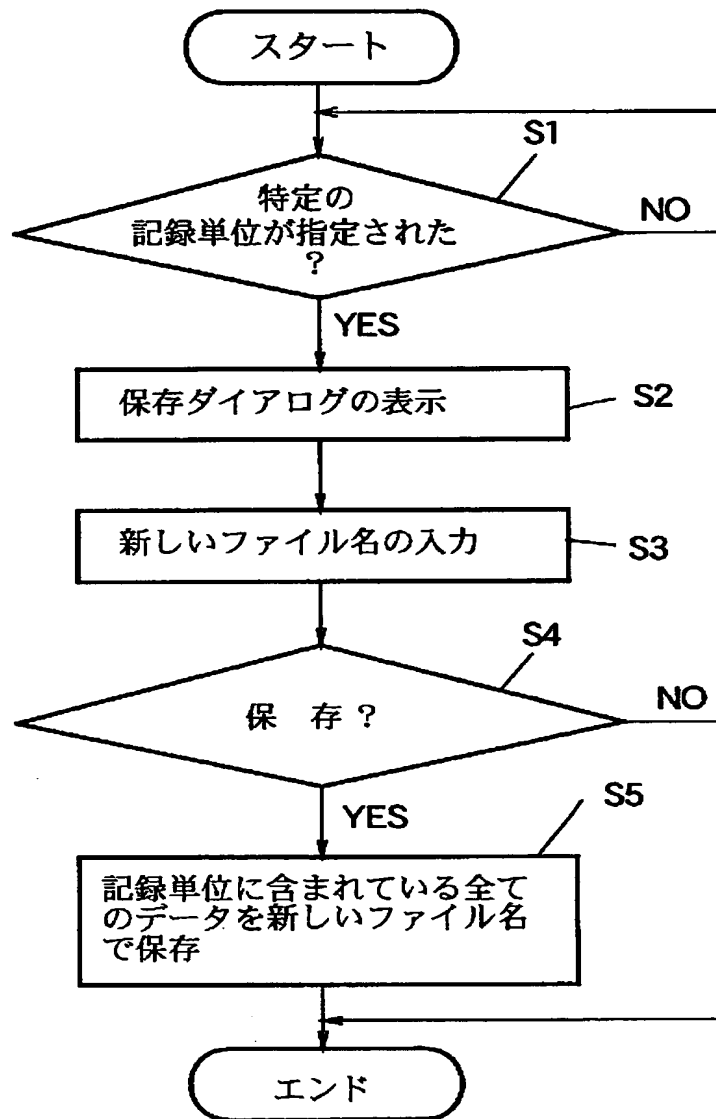 スタート
S1
特定の
記録単位が指定された
?
NO
YES
保存ダイアログの表示
S2
新しいファイル名の入力
S3
S4
保 存?
NO
YES
S5
記録単位に含まれている全て
のデータを新しいファイル名
で保存
エンド